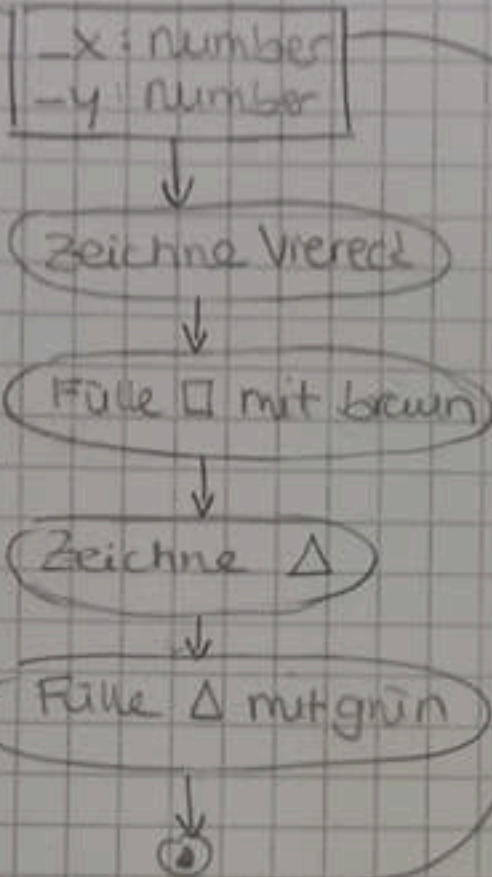 _x: number
_y: number
Zeichne Viereck
Fülle □ mit braun
Zeichne △
Fülle △ mit grün